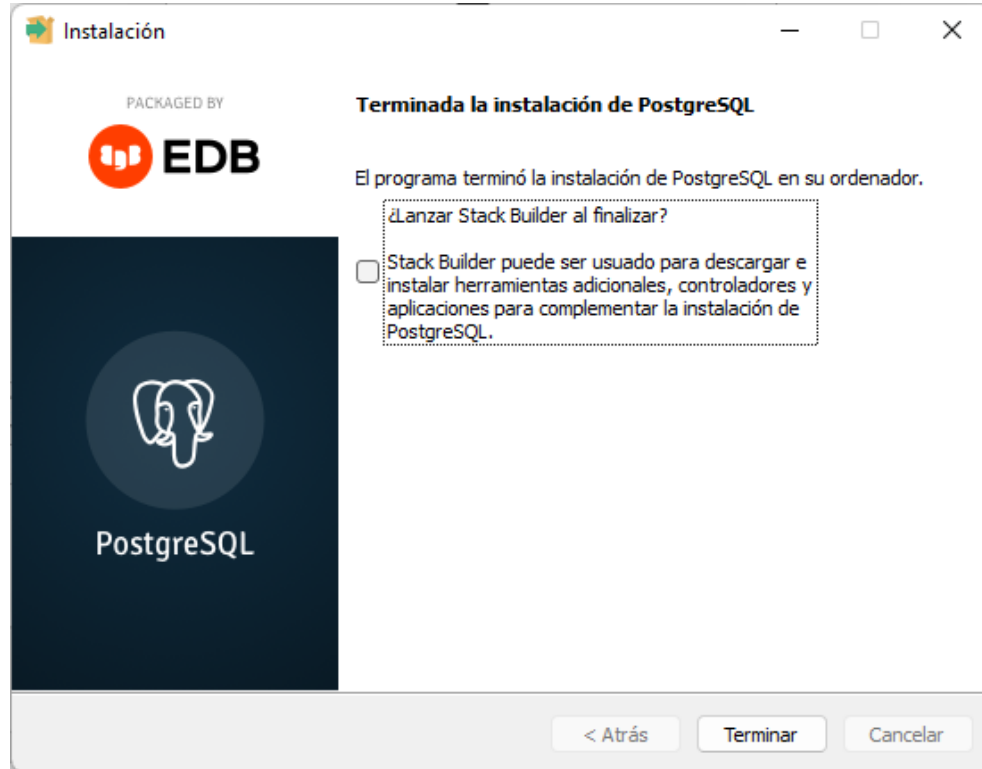 Instalación
PACKAGED BY
EDB
Terminada la instalación de PostgreSQL
El programa terminó la instalación de PostgreSQL en su ordenador.
¿Lanzar Stack Builder al finalizar?
Stack Builder puede ser usado para descargar e
instalar herramientas adicionales, controladores y
aplicaciones para complementar la instalación de
PostgreSQL.
PostgreSQL
< Atrás
Terminar
Cancelar